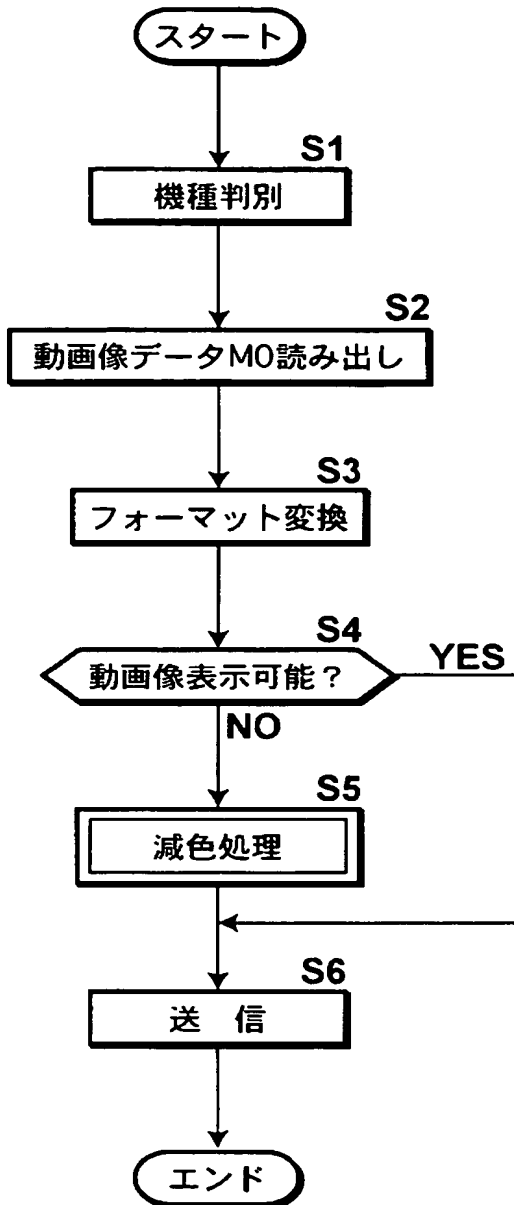 スタート
S1
機種判別
S2
動画像データM0読み出し
S3
フォーマット変換
S4
動画像表示可能？
YES
NO
S5
減色処理
S6
送　信
エンド